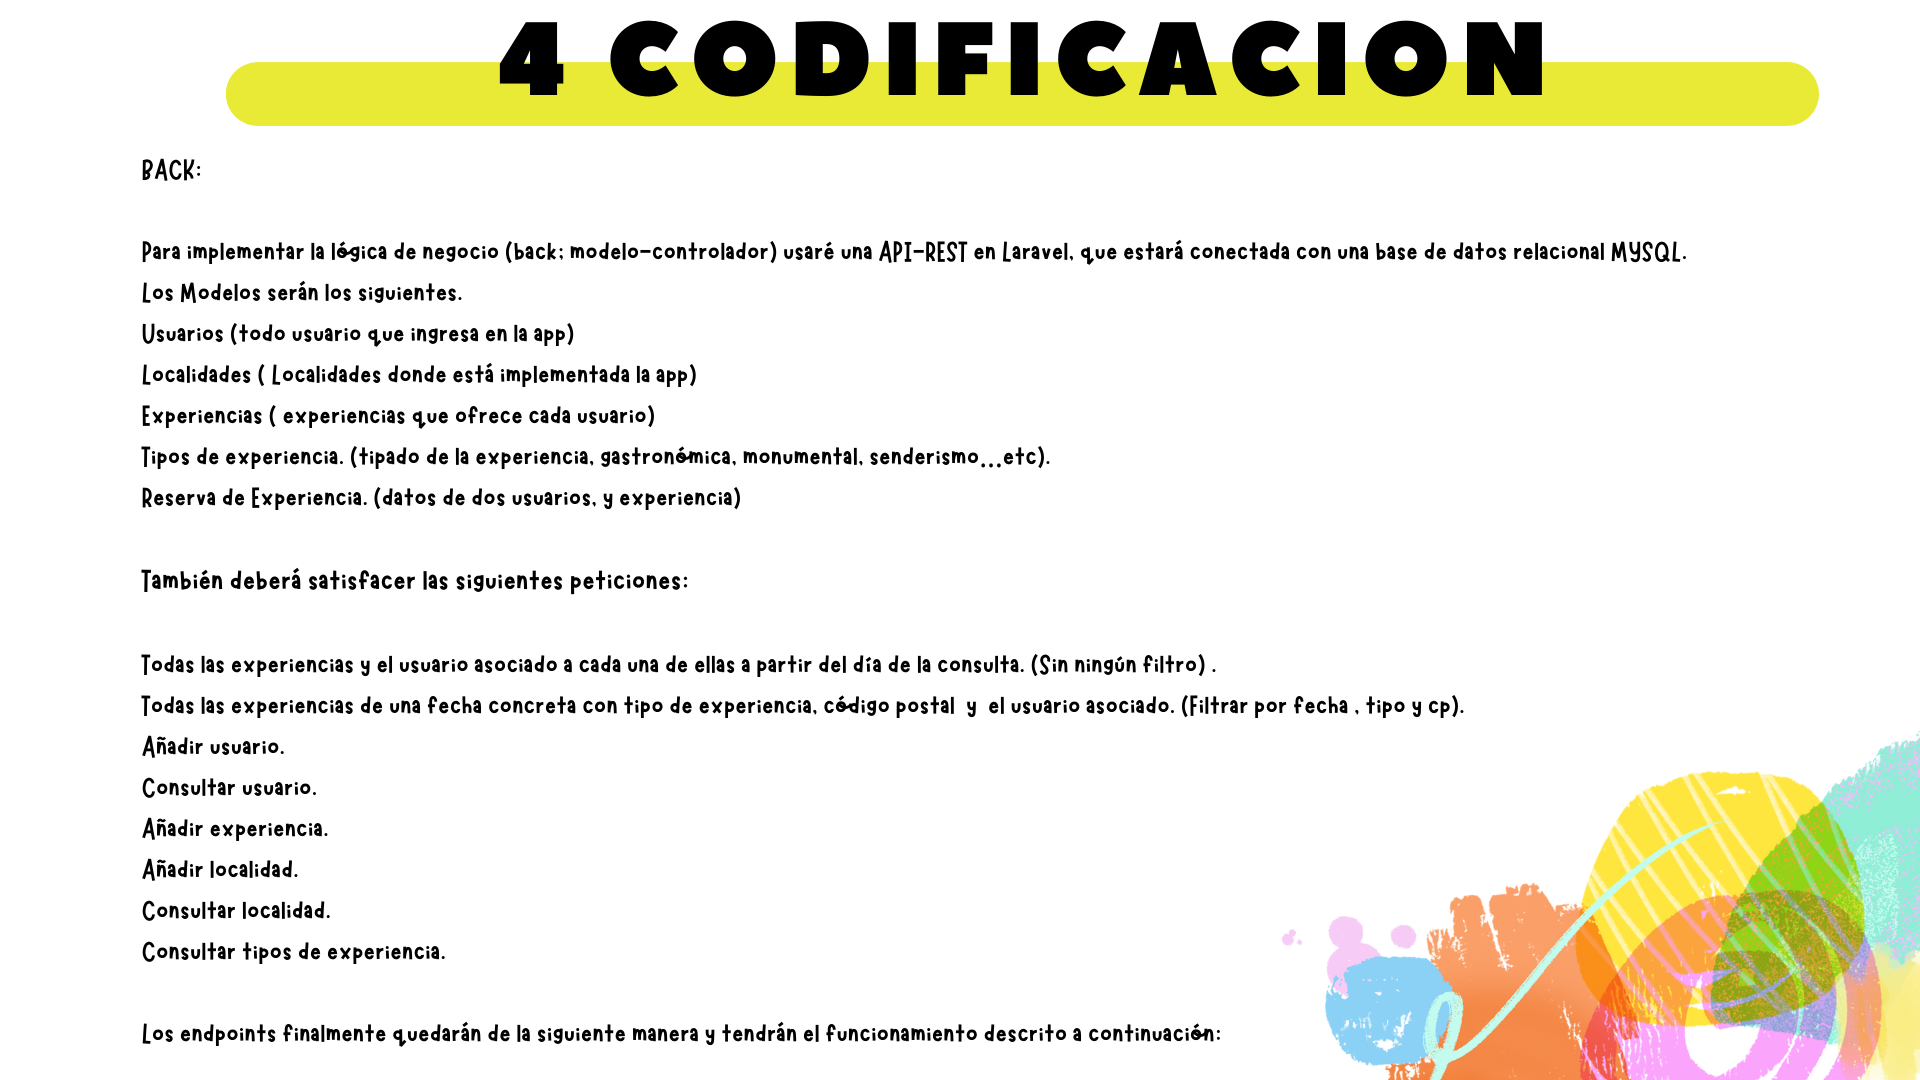 4 CODIFICACION
BACK:
Para implementar la lógica de negocio (back; modelo-controlador) usaré una API-REST en Laravel, que estará conectada con una base de datos relacional MYSQL.
Los Modelos serán los siguientes.
Usuarios (todo usuario que ingresa en la app)
Localidades ( Localidades donde está implementada la app)
Experiencias ( experiencias que ofrece cada usuario)
Tipos de experiencia. (tipado de la experiencia, gastronómica, monumental, senderismo...etc).
Reserva de Experiencia. (datos de dos usuarios, y experiencia)
También deberá satisfacer las siguientes peticiones:
Todas las experiencias y el usuario asociado a cada una de ellas a partir del día de la consulta. (Sin ningún filtro) .
Todas las experiencias de una fecha concreta con tipo de experiencia, código postal  y  el usuario asociado. (Filtrar por fecha , tipo y cp).
Añadir usuario.
Consultar usuario.
Añadir experiencia.
Añadir localidad.
Consultar localidad.
Consultar tipos de experiencia.
Los endpoints finalmente quedarán de la siguiente manera y tendrán el funcionamiento descrito a continuación: